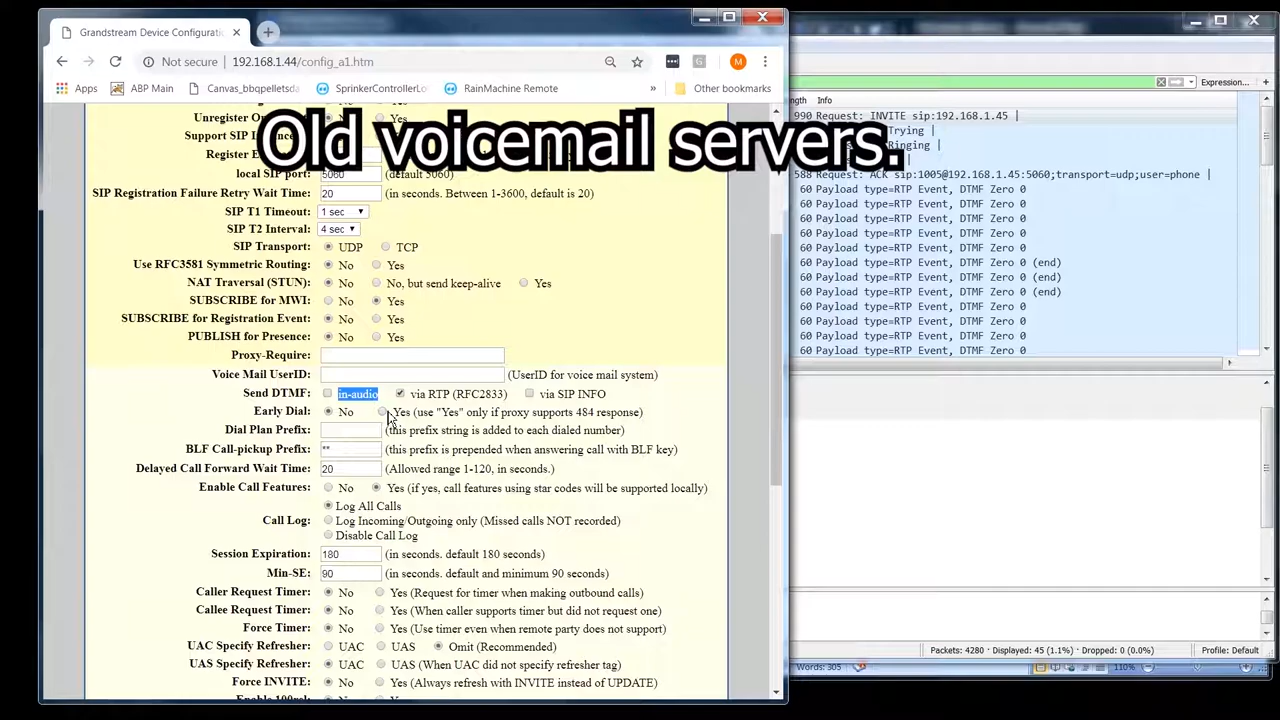 Grandstream Device Configurati
Not secure 192.168.1.44/config_a1.htm
M
Apps ABP Main Canvas_bbqpelletsda SprinkerControllerLo RainMachine Remote » Other bookmarks
Old voicemail servers.
Unregister O
Support SIP In
Register E
local SIP port: 5060 (default 5060)
SIP Registration Failure Retry Wait Time: 20 (in seconds. Between 1-3600, default is 20)
SIP T1 Timeout: 1 sec
SIP T2 Interval: 4 sec
SIP Transport: UDP TCP
Use RFC3581 Symmetric Routing: No Yes
NAT Traversal (STUN): No No, but send keep-alive Yes
SUBSCRIBE for MWI: No Yes
SUBSCRIBE for Registration Event: No Yes
PUBLISH for Presence: No Yes
Proxy-Require:
Voice Mail UserID: (UserID for voice mail system)
Send DTMF: in-audio via RTP (RFC2833) via SIP INFO
Early Dial: No Yes (use "Yes" only if proxy supports 484 response)
Dial Plan Prefix: (this prefix string is added to each dialed number)
BLF Call-pickup Prefix: ** (this prefix is prepended when answering call with BLF key)
Delayed Call Forward Wait Time: 20 (Allowed range 1-120, in seconds.)
Enable Call Features: No Yes (if yes, call features using star codes will be supported locally)
Log All Calls
Call Log: Log Incoming/Outgoing only (Missed calls NOT recorded)
Disable Call Log
Session Expiration: 180 (in seconds. default 180 seconds)
Min-SE: 90 (in seconds. default and minimum 90 seconds)
Caller Request Timer: No Yes (Request for timer when making outbound calls)
Callee Request Timer: No Yes (When caller supports timer but did not request one)
Force Timer: No Yes (Use timer even when remote party does not support)
UAC Specify Refresher: UAC UAS Omit (Recommended)
UAS Specify Refresher: UAC UAS (When UAC did not specify refresher tag)
Force INVITE: No Yes (Always refresh with INVITE instead of UPDATE)
Enable 100rel: No Yes
Expression... +
ngth Info
990 Request: INVITE sip:192.168.1.45 |
Trying |
Ringing |
|
588 Request: ACK sip:1005@192.168.1.45:5060;transport=udp;user=phone |
60 Payload type=RTP Event, DTMF Zero 0
60 Payload type=RTP Event, DTMF Zero 0
60 Payload type=RTP Event, DTMF Zero 0
60 Payload type=RTP Event, DTMF Zero 0
60 Payload type=RTP Event, DTMF Zero 0
60 Payload type=RTP Event, DTMF Zero 0 (end)
60 Payload type=RTP Event, DTMF Zero 0 (end)
60 Payload type=RTP Event, DTMF Zero 0 (end)
60 Payload type=RTP Event, DTMF Zero 0
60 Payload type=RTP Event, DTMF Zero 0
60 Payload type=RTP Event, DTMF Zero 0
60 Payload type=RTP Event, DTMF Zero 0
Packets: 4280 · Displayed: 45 (1.1%) · Dropped: 0 (0.0%) Profile: Default
Words: 305 110%